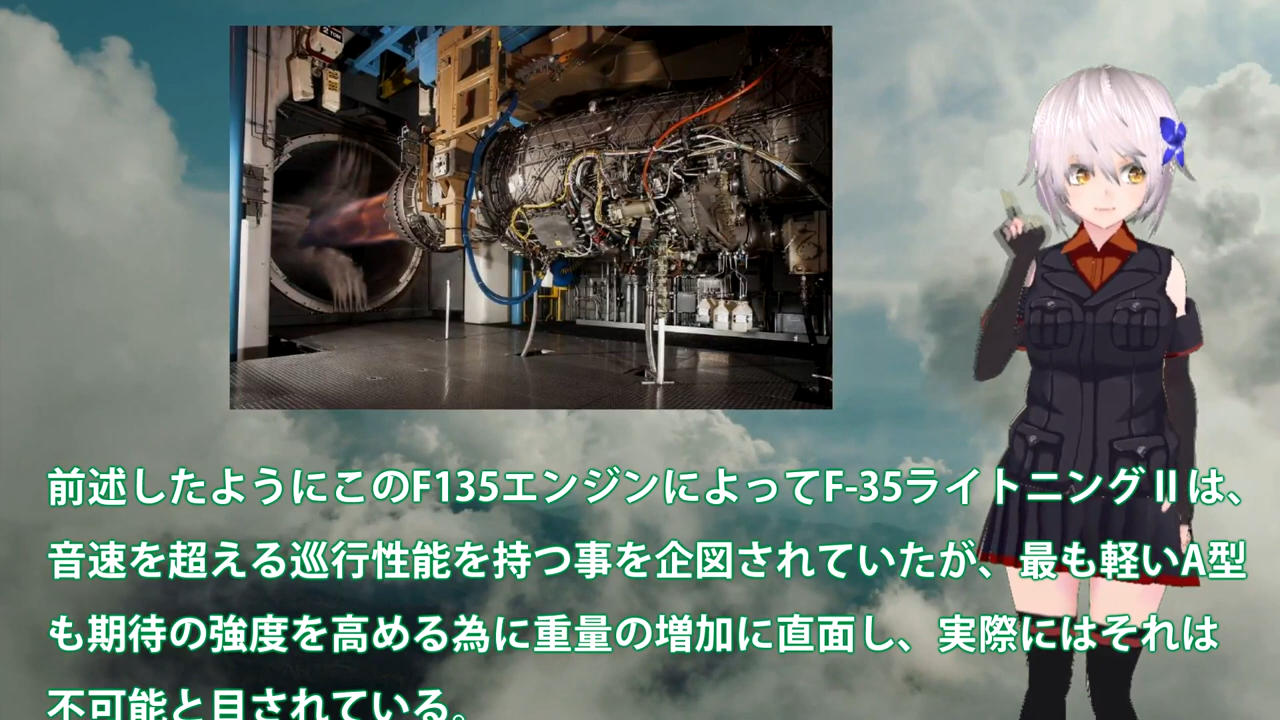 2 TON
前述したようにこのF135エンジンによってF-35ライトニングⅡは、
音速を超える巡行性能を持つ事を企図されていたが、最も軽いA型
も期待の強度を高める為に重量の増加に直面し、実際にはそれは
不可能と目されている。